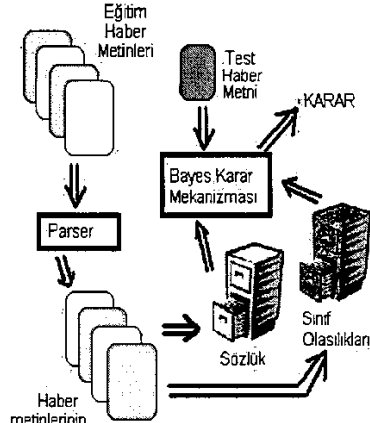 Eğitim
Haber
Metinleri
Test
Haber
Metni
KARAR
Bayes Karar
Mekanizması
Parser
Sözlük
Sınıf
Olasılıkları
Haber
metinlerinin